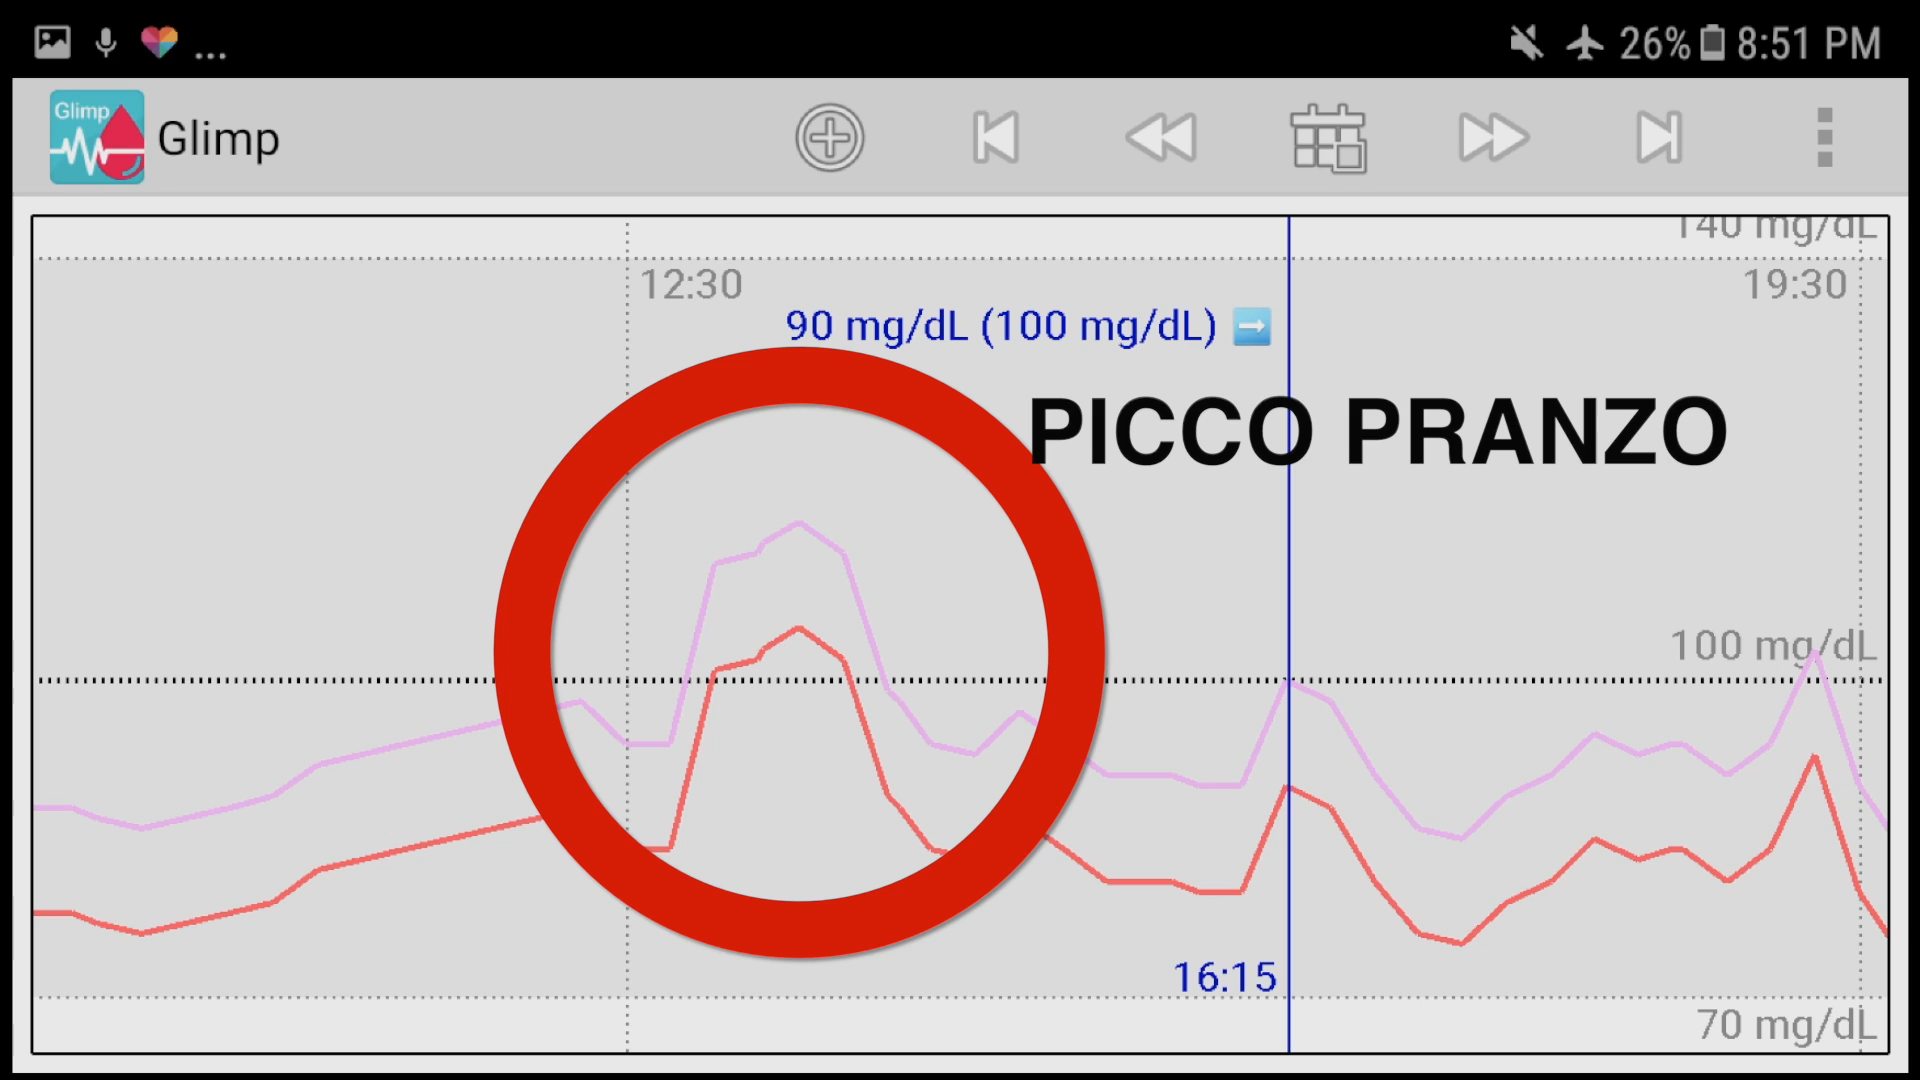 ... 26% 8:51 PM
Glimp Glimp
140 mg/dL
12:30 19:30
90 mg/dL (100 mg/dL)
PICCO PRANZO
100 mg/dL
16:15
70 mg/dL